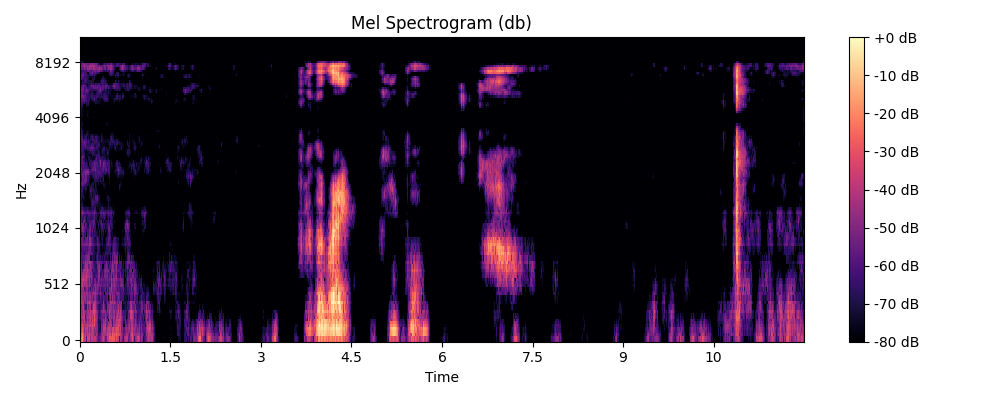 Mel Spectrogram (db)
8192
4096
2048
1024
512
0
Hz
0 1.5 3 4.5 6 7.5 9 10
Time
+0 dB
-10 dB
-20 dB
-30 dB
-40 dB
-50 dB
-60 dB
-70 dB
-80 dB